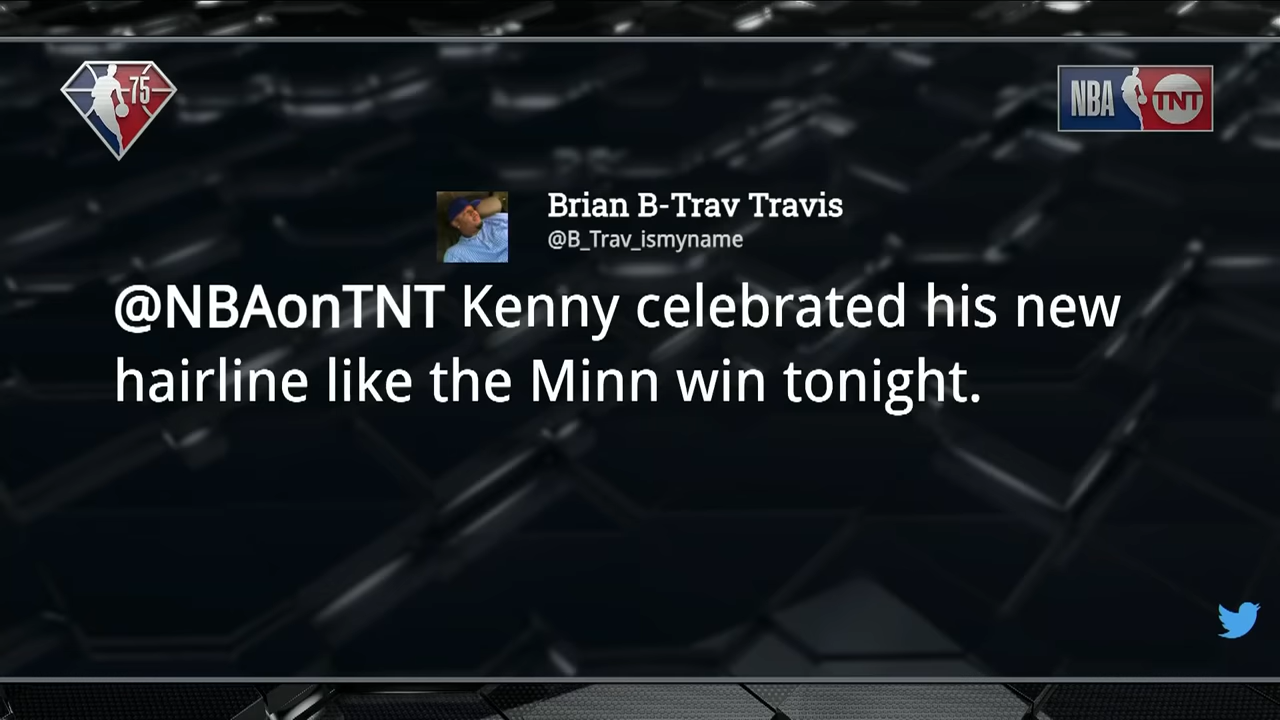 75
NBA
TNT
Brian B-Trav Travis
@B_Trav_ismyname
@NBAonTNT Kenny celebrated his new
hairline like the Minn win tonight.